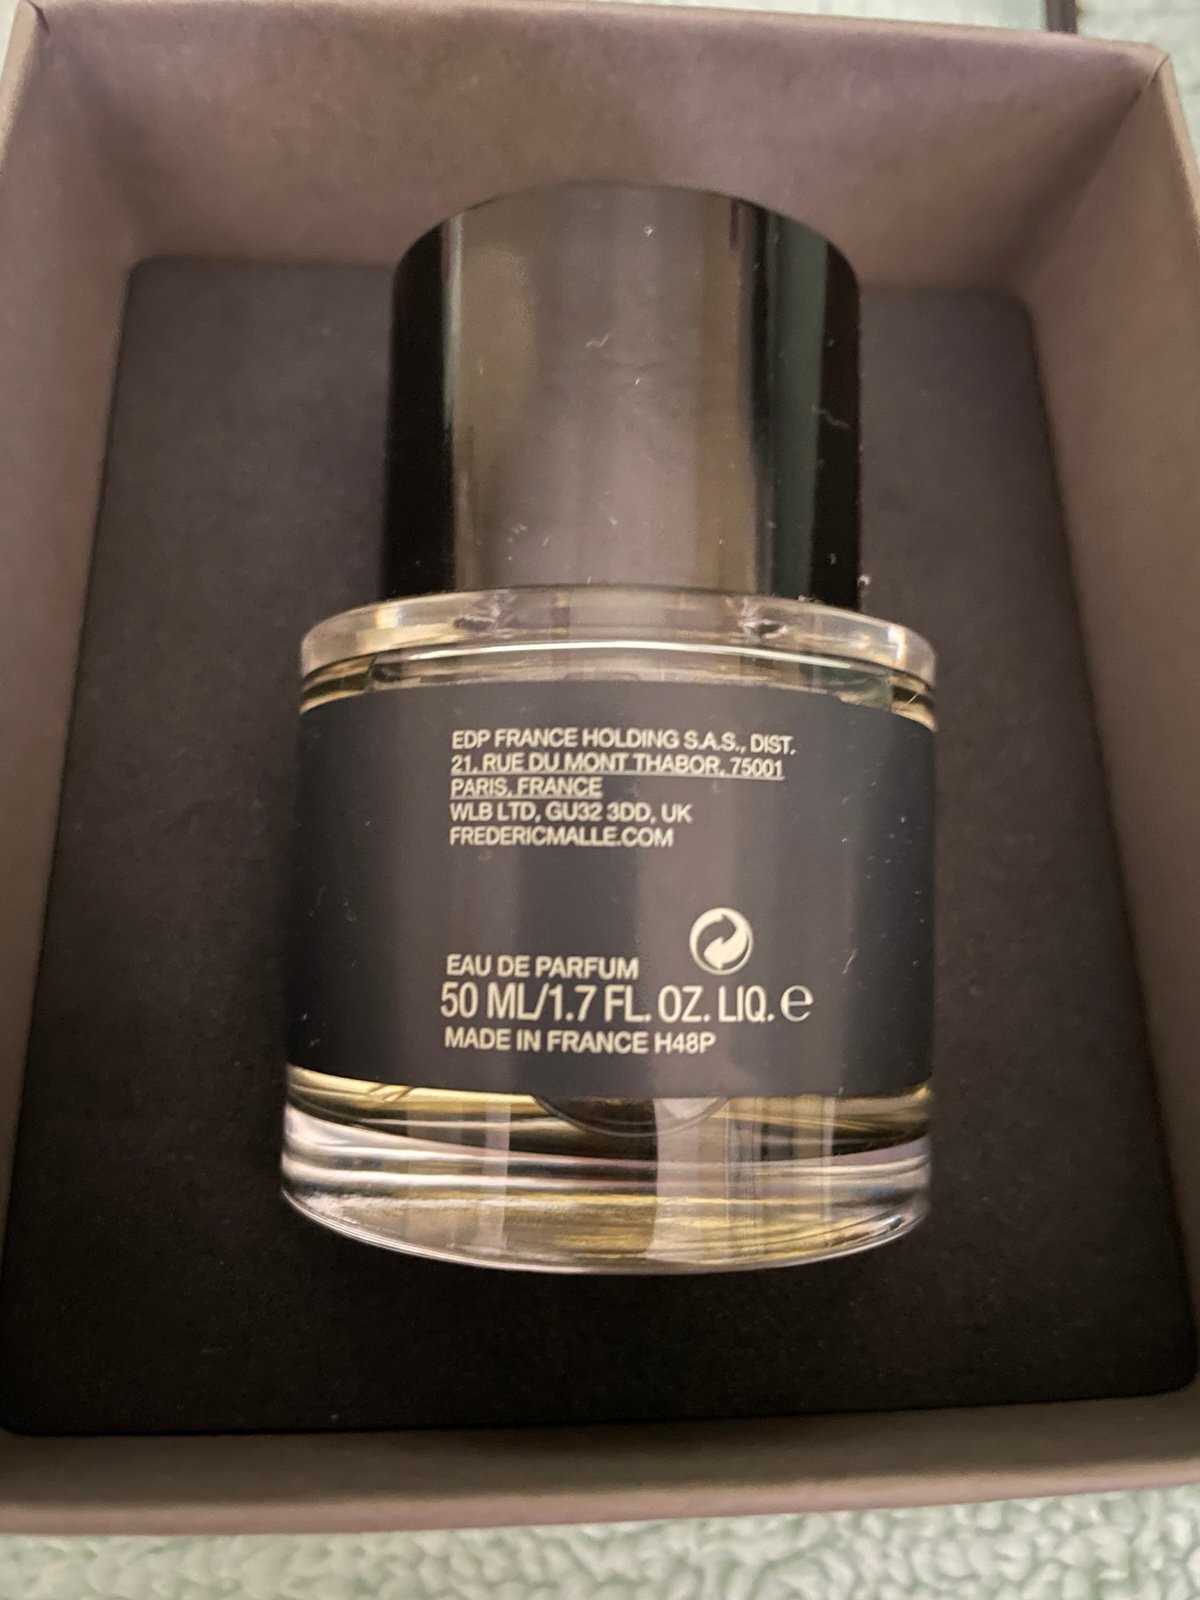 EDP FRANCE HOLDING S.A.S., DIST.
21, RUE DU MONT THABOR, 75001
PARIS, FRANCE
WLB LTD, GU32 3DD, UK
FREDERICMALLE.COM
EAU DE PARFUM
50 ML/1.7 FL. OZ. LIQ. ℮
MADE IN FRANCE H48P